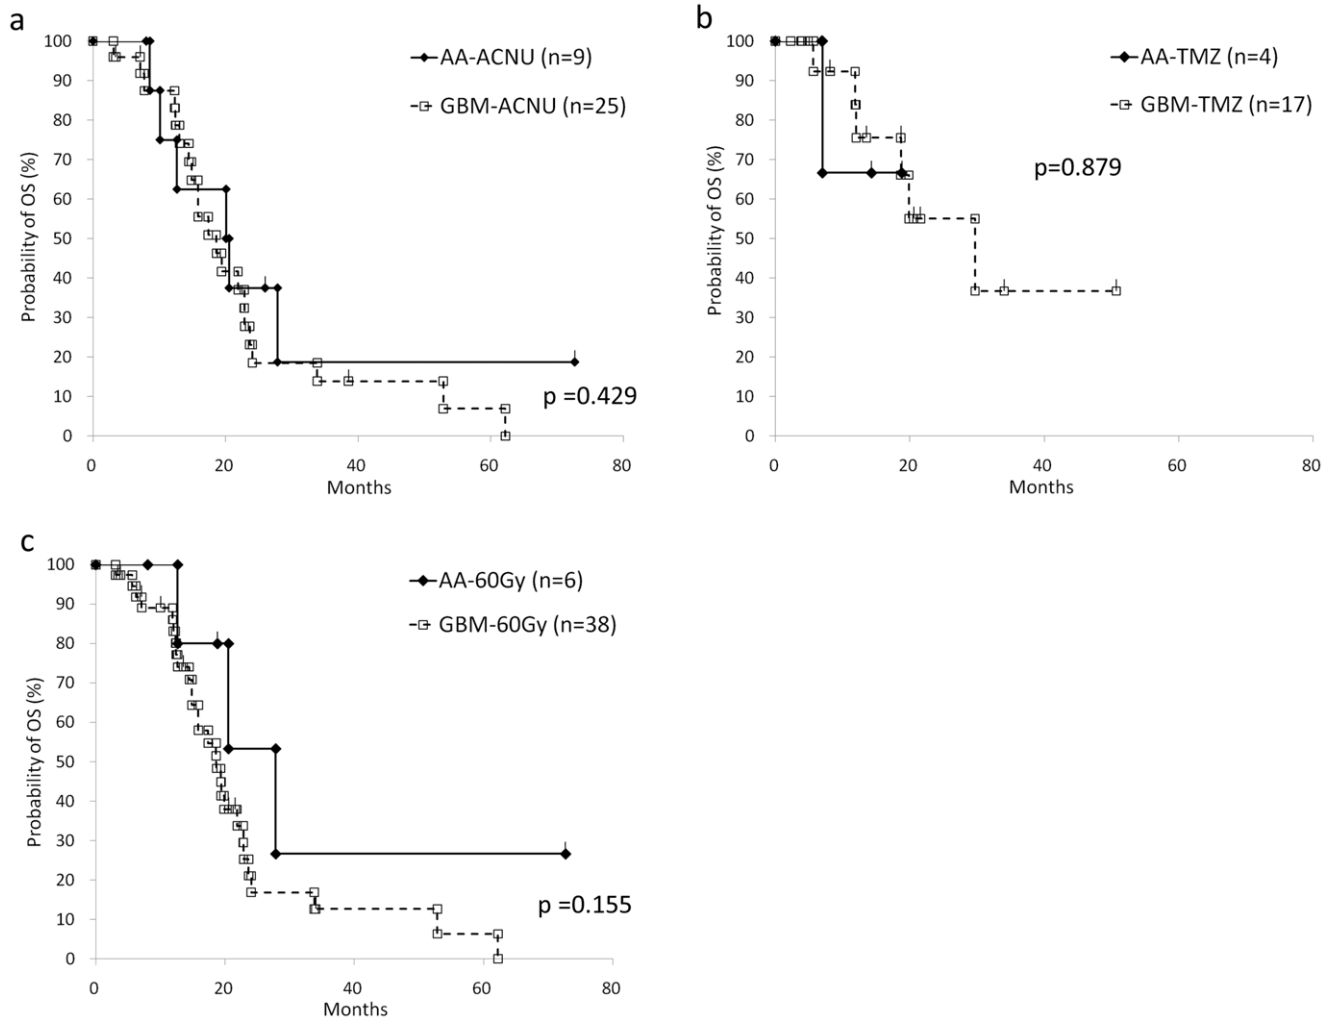 a
100
90
80
70
60
50
40
30
20
10
0
Probability of OS (%)
AA-ACNU (n=9)
GBM-ACNU (n=25)
p =0.429
0 20 40 60 80
Months
b
100
90
80
70
60
50
40
30
20
10
0
Probability of OS (%)
AA-TMZ (n=4)
GBM-TMZ (n=17)
p=0.879
0 20 40 60 80
Months
c
100
90
80
70
60
50
40
30
20
10
0
Probability of OS (%)
AA-60Gy (n=6)
GBM-60Gy (n=38)
p =0.155
0 20 40 60 80
Months